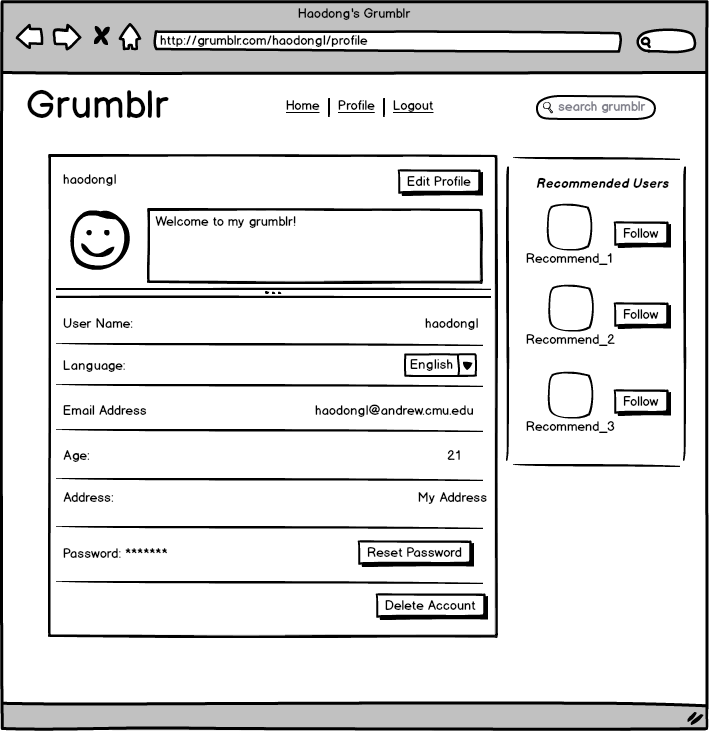 Haodong's Grumblr
http://grumblr.com/haodongl/profile
Grumblr
Home | Profile | Logout
search grumblr
haodongl
Edit Profile
Welcome to my grumblr!
User Name: haodongl
Language: English
Email Address haodongl@andrew.cmu.edu
Age: 21
Address: My Address
Password: *******
Reset Password
Delete Account
Recommended Users
Follow
Recommend_1
Follow
Recommend_2
Follow
Recommend_3